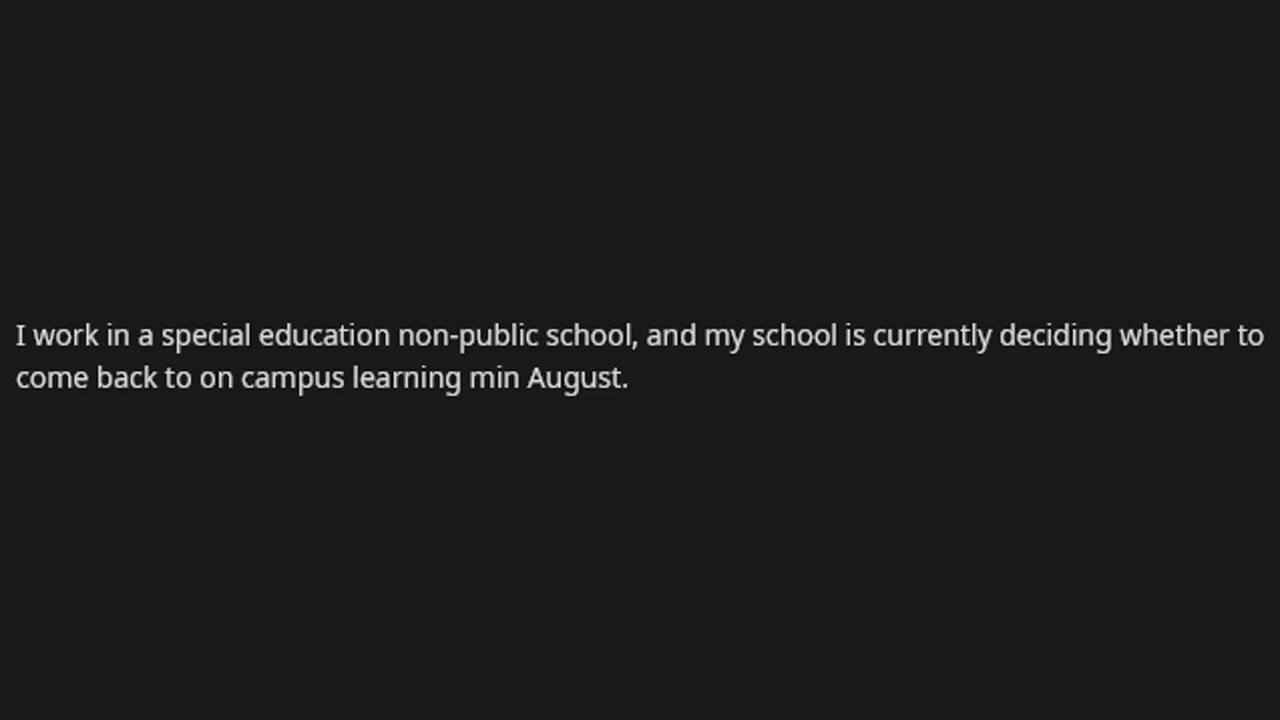 I work in a special education non-public school, and my school is currently deciding whether to
come back to on campus learning min August.